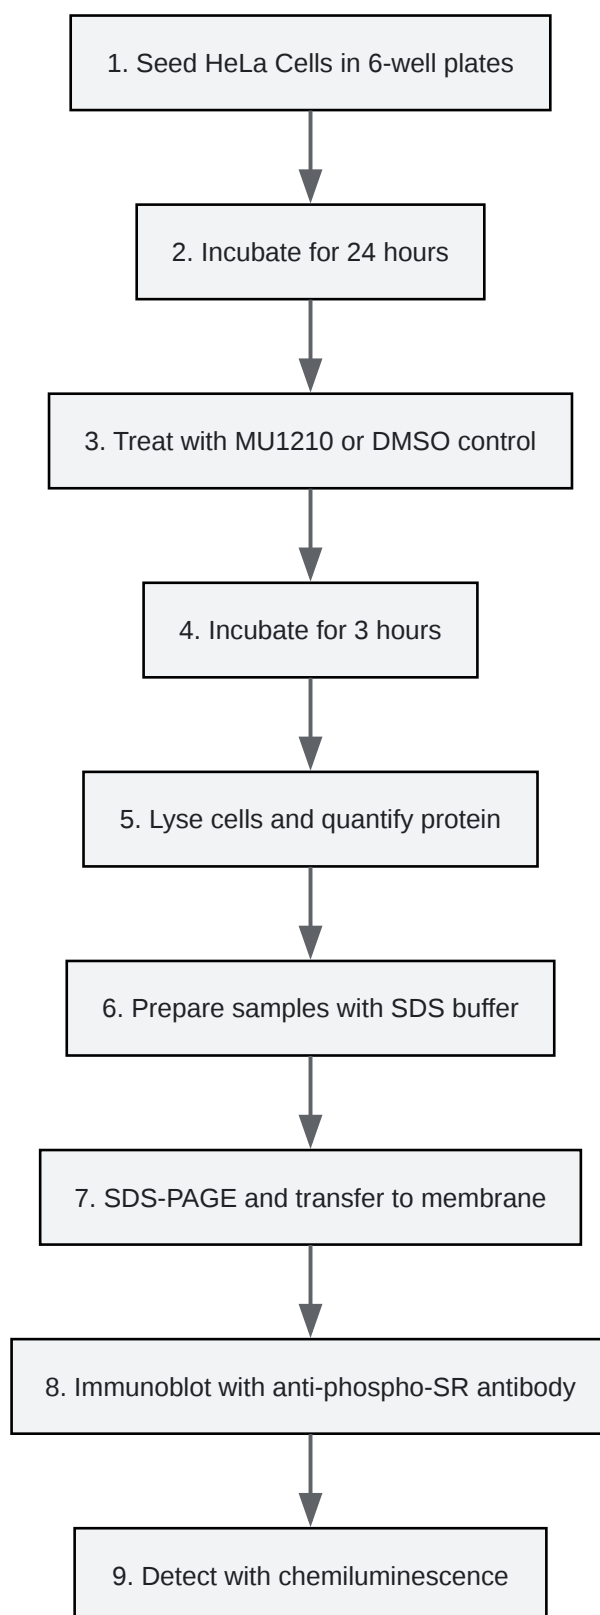 1. Seed HeLa Cells in 6-well plates
2. Incubate for 24 hours
3. Treat with MU1210 or DMSO control
4. Incubate for 3 hours
5. Lyse cells and quantify protein
6. Prepare samples with SDS buffer
7. SDS-PAGE and transfer to membrane
8. Immunoblot with anti-phospho-SR antibody
9. Detect with chemiluminescence